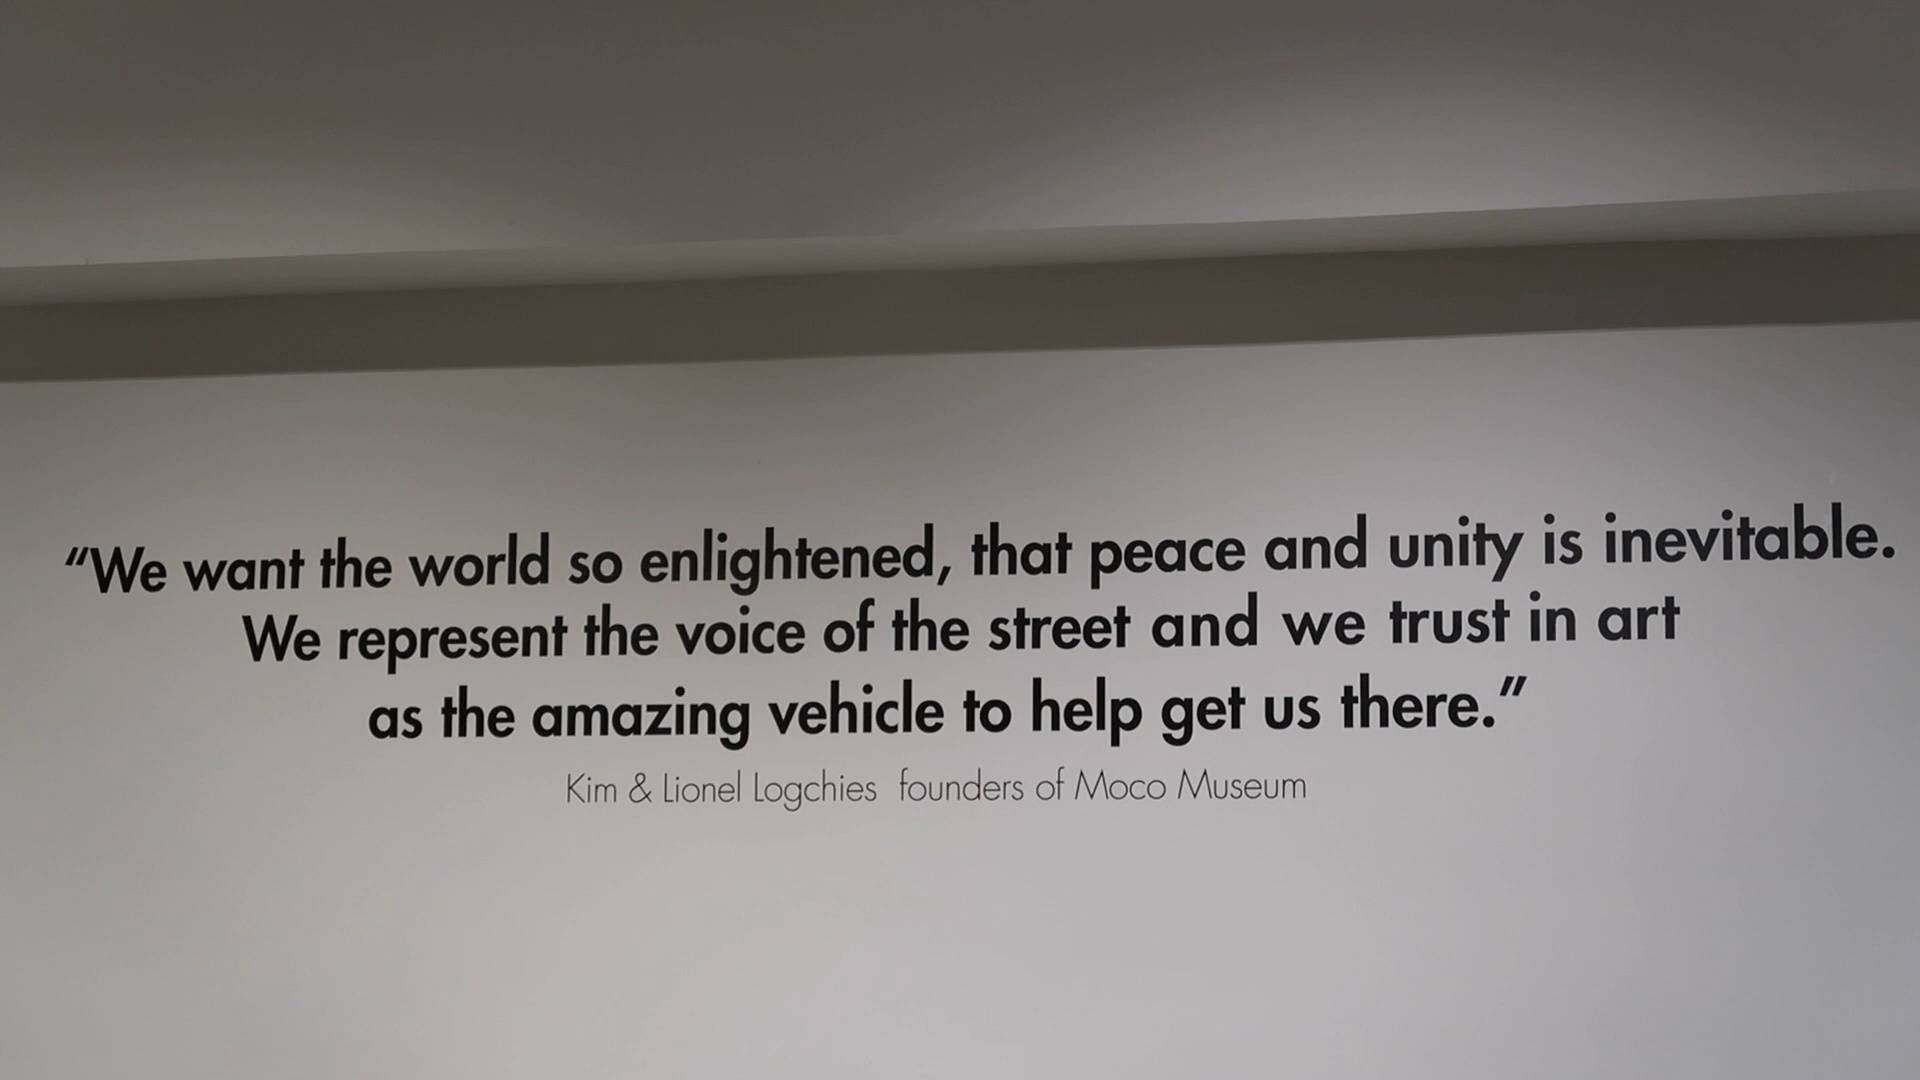 “We want the world so enlightened, that peace and unity is inevitable.
We represent the voice of the street and we trust in art
as the amazing vehicle to help get us there.”
Kim & Lionel Logchies founders of Moco Museum